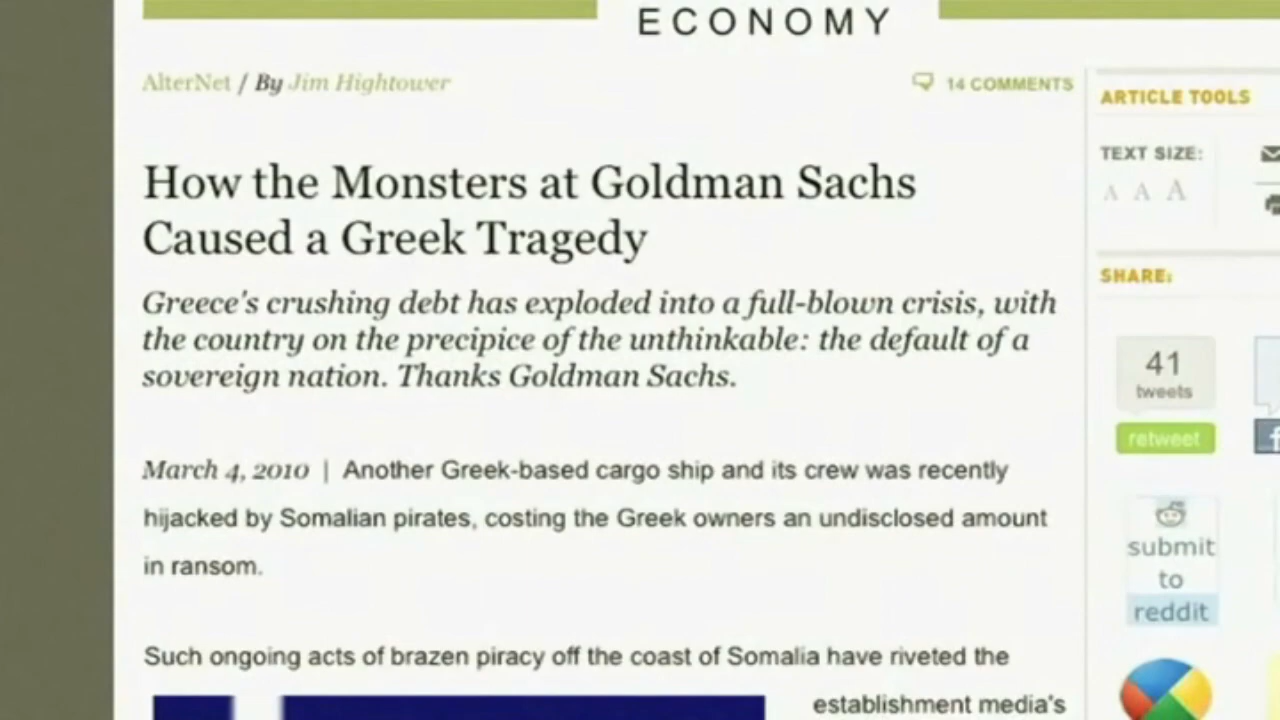 ECONOMY
AlterNet / By Jim Hightower
14 COMMENTS
How the Monsters at Goldman Sachs
Caused a Greek Tragedy
Greece's crushing debt has exploded into a full-blown crisis, with
the country on the precipice of the unthinkable: the default of a
sovereign nation. Thanks Goldman Sachs.
March 4, 2010 | Another Greek-based cargo ship and its crew was recently
hijacked by Somalian pirates, costing the Greek owners an undisclosed amount
in ransom.
Such ongoing acts of brazen piracy off the coast of Somalia have riveted the
establishment media's
ARTICLE TOOLS
TEXT SIZE:
A A A
SHARE:
41
tweets
retweet
f
submit
to
reddit